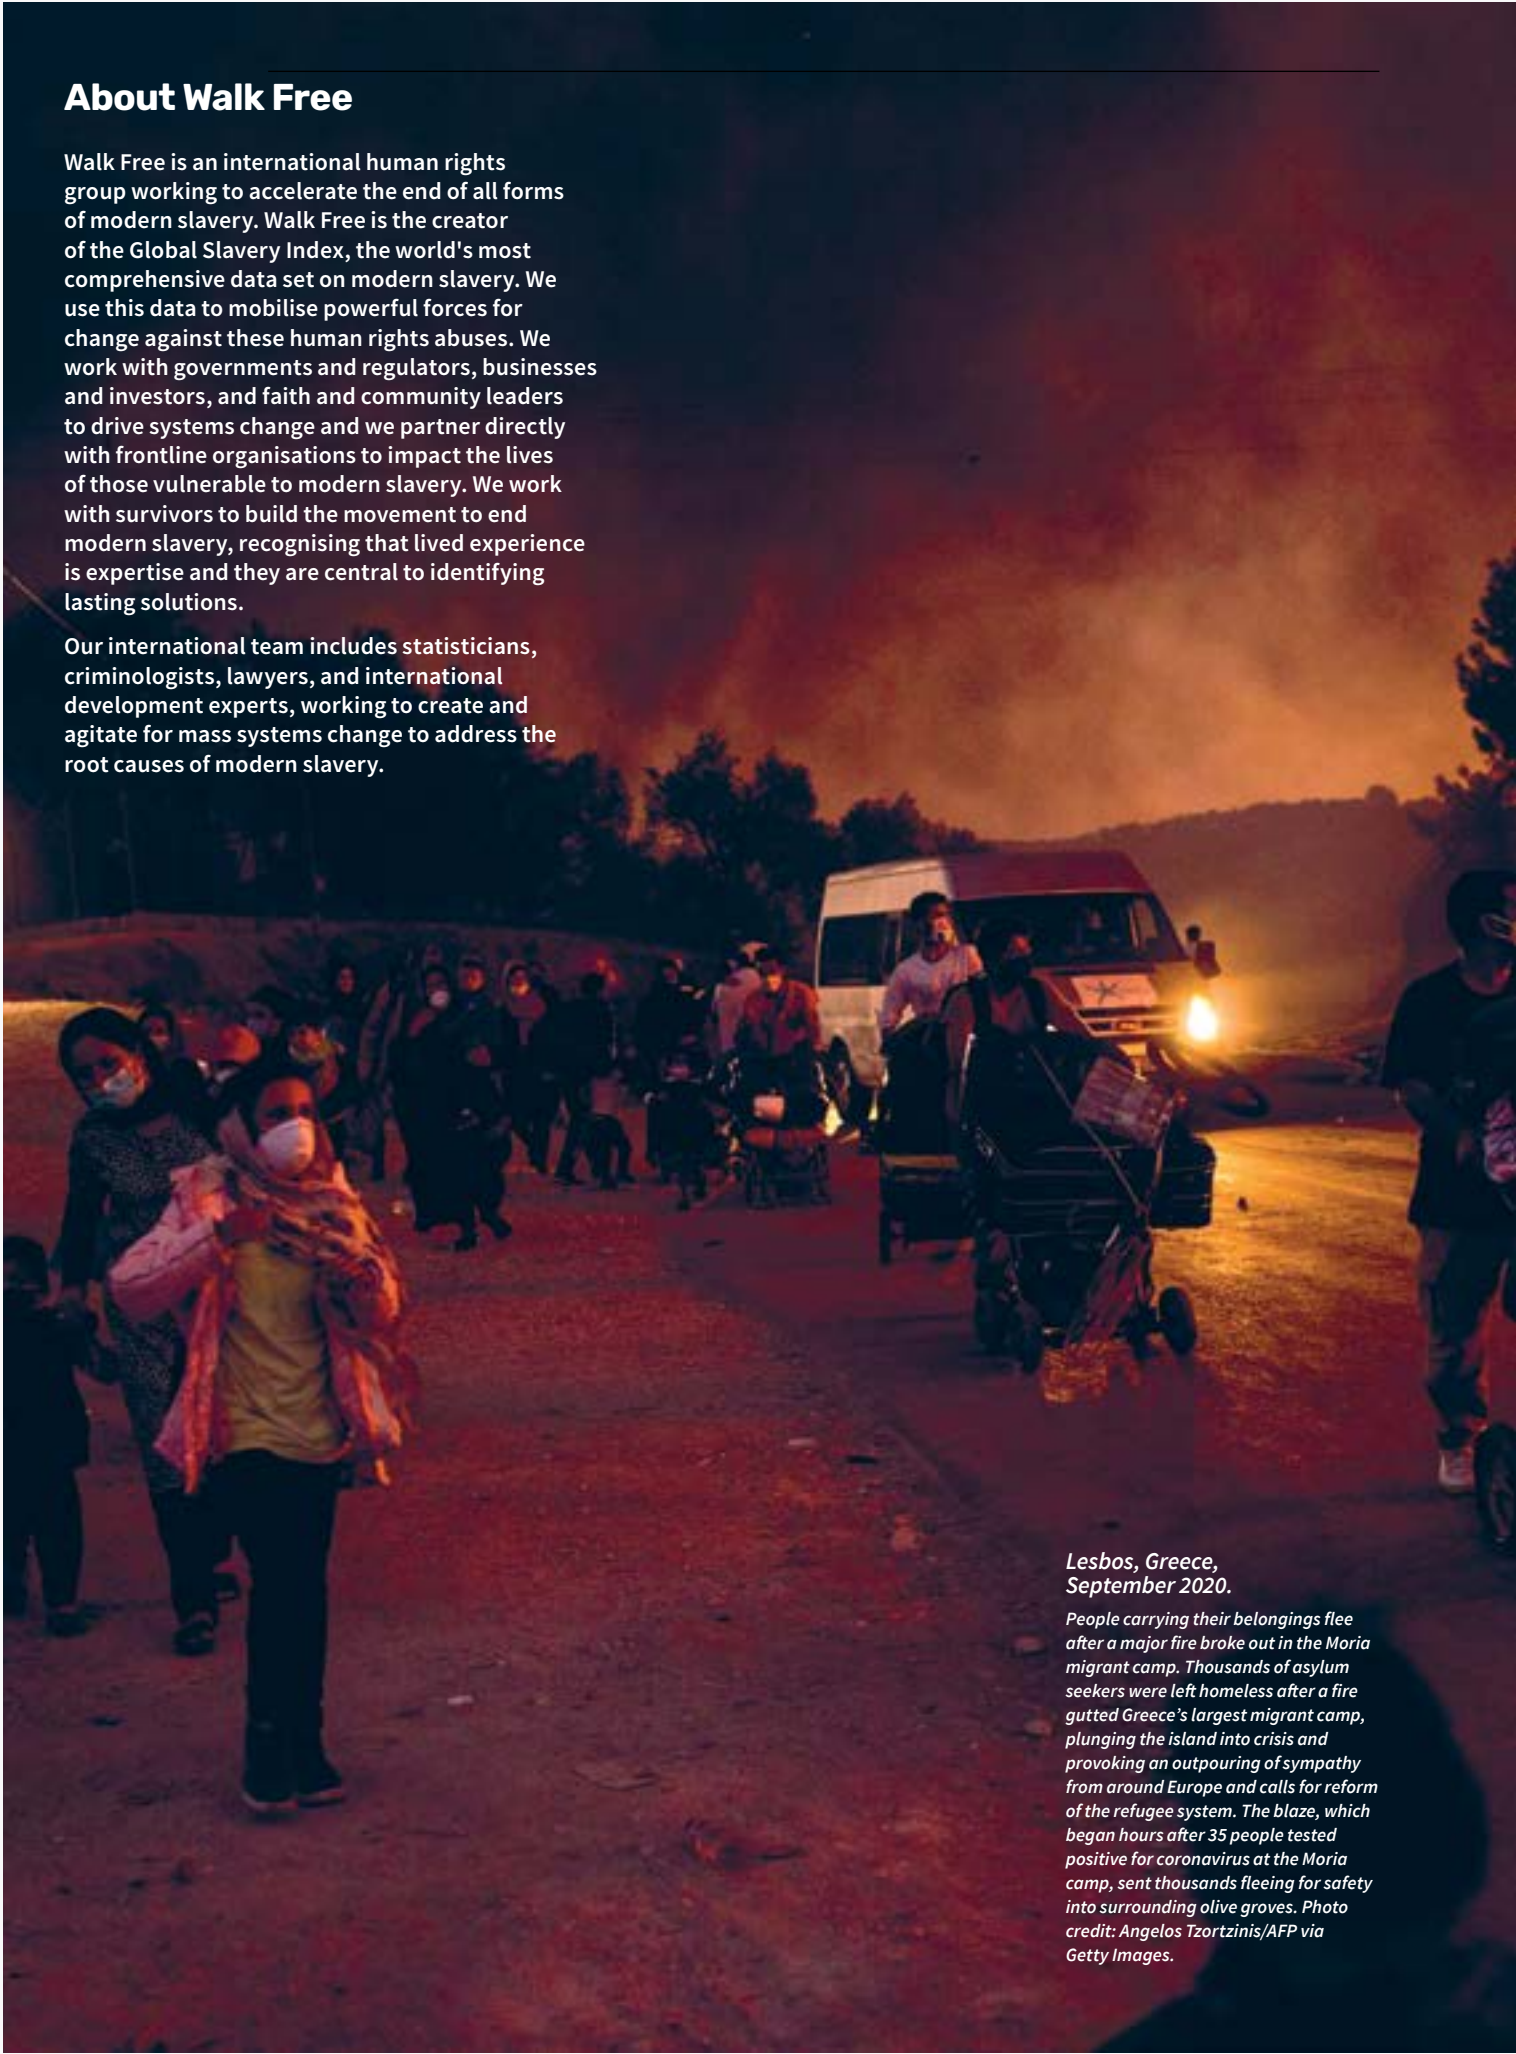 About Walk Free
Walk Free is an international human rights
group working to accelerate the end of all forms
of modern slavery. Walk Free is the creator
of the Global Slavery Index, the world's most
comprehensive data set on modern slavery. We
use this data to mobilise powerful forces for
change against these human rights abuses. We
work with governments and regulators, businesses
and investors, and faith and community leaders
to drive systems change and we partner directly
with frontline organisations to impact the lives
of those vulnerable to modern slavery. We work
with survivors to build the movement to end
modern slavery, recognising that lived experience
is expertise and they are central to identifying
lasting solutions.
Our international team includes statisticians,
criminologists, lawyers, and international
development experts, working to create and
agitate for mass systems change to address the
root causes of modern slavery.
Lesbos, Greece,
September 2020.
People carrying their belongings flee
after a major fire broke out in the Moria
migrant camp. Thousands of asylum
seekers were left homeless after a fire
gutted Greece’s largest migrant camp,
plunging the island into crisis and
provoking an outpouring of sympathy
from around Europe and calls for reform
of the refugee system. The blaze, which
began hours after 35 people tested
positive for coronavirus at the Moria
camp, sent thousands fleeing for safety
into surrounding olive groves. Photo
credit: Angelos Tzortzinis/AFP via
Getty Images.